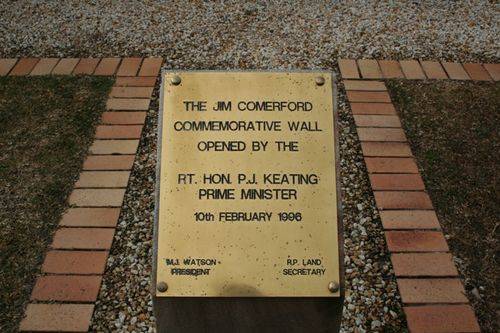 THE JIM COMERFORD
COMMEMORATIVE WALL
OPENED BY THE
RT. HON. P.J. KEATING
PRIME MINISTER
10th FEBRUARY 1996
M.J. WATSON R.P. LAND
PRESIDENT SECRETARY